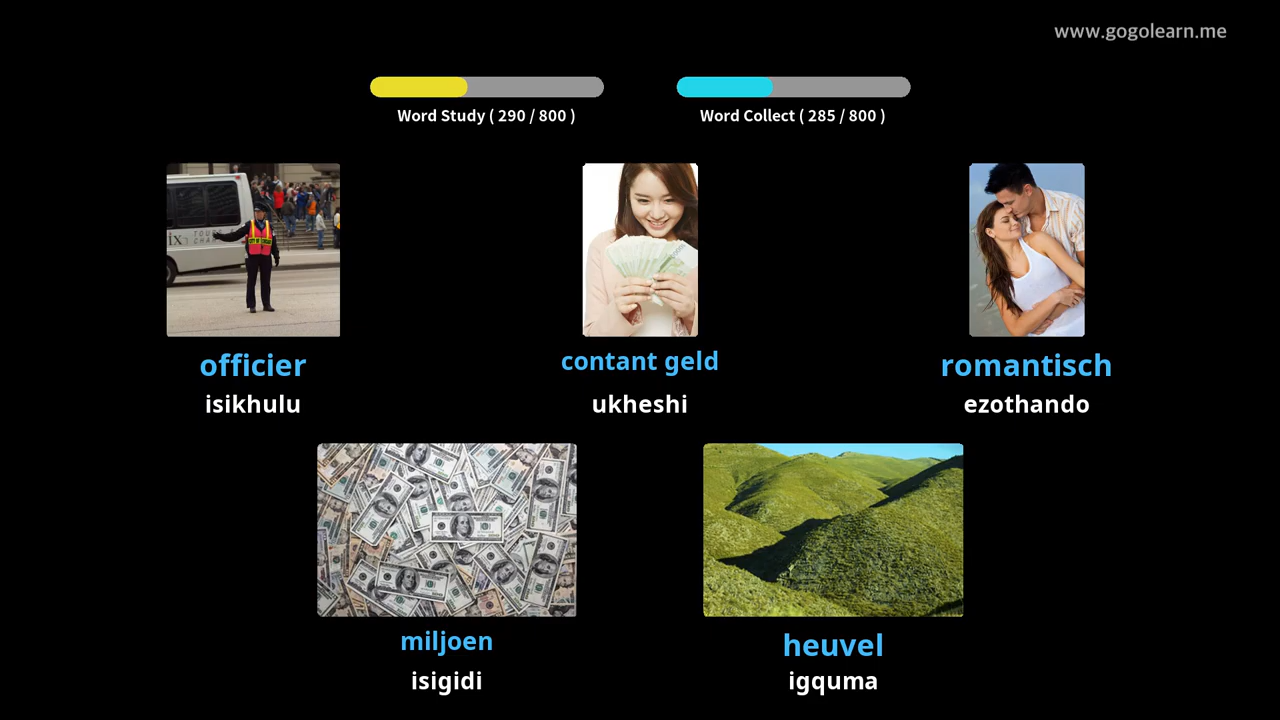 www.gogolearn.me
Word Study ( 290 / 800 )
Word Collect ( 285 / 800 )
officier
isikhulu
contant geld
ukheshi
romantisch
ezothando
miljoen
isigidi
heuvel
igquma